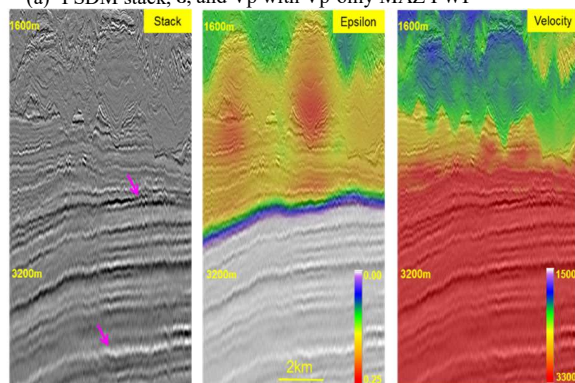 (a) PSDM stack, and Vp with Vp-only MAZ FWI
1600m Stack
1600m Epsilon
1600m Velocity
3200m
3200m
3200m
0.00
1500
2km
0.25
3300